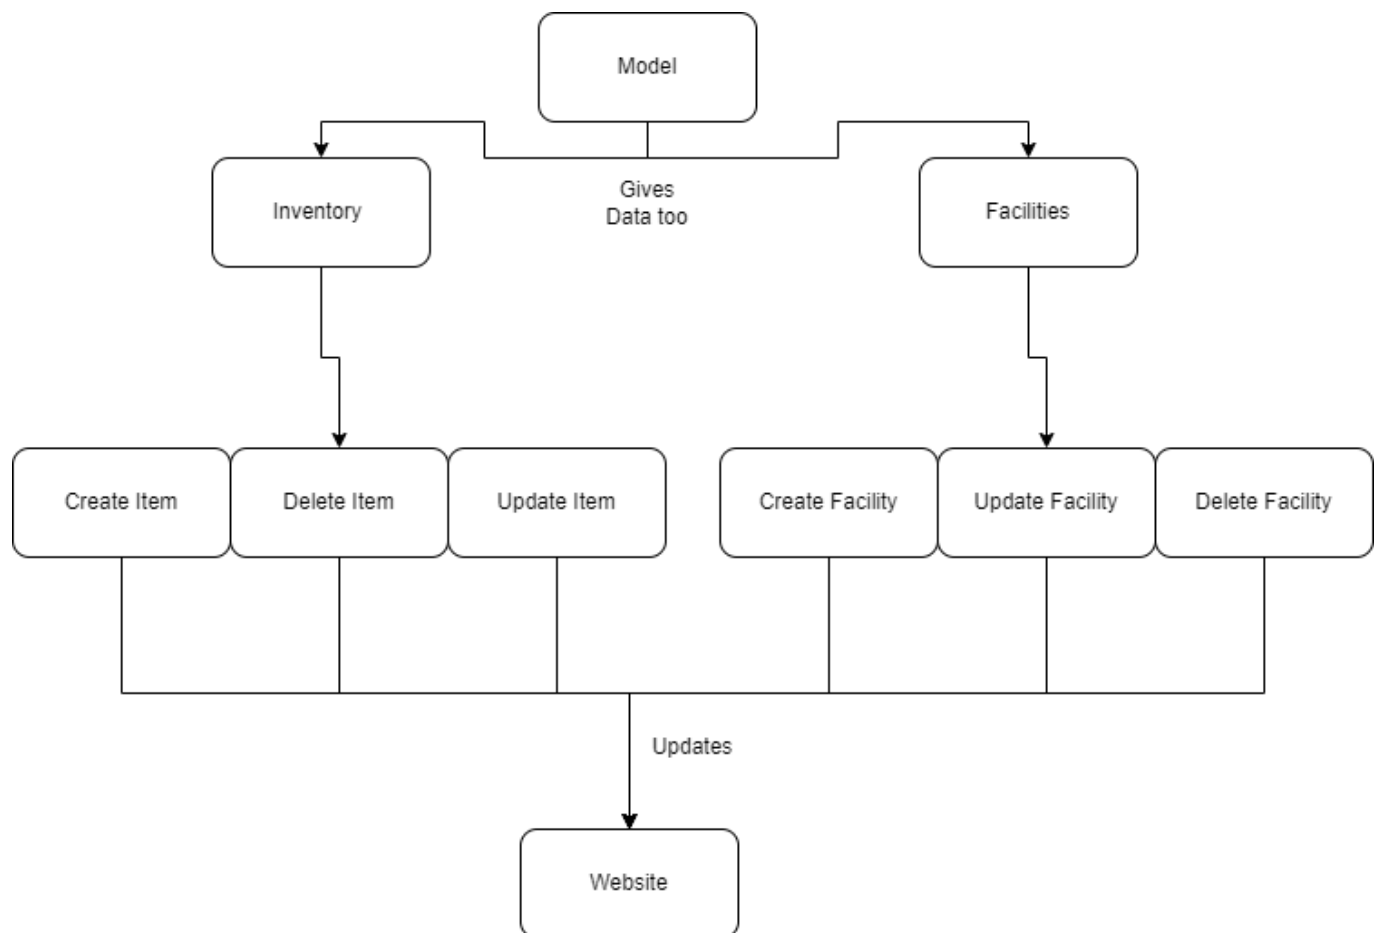 Model
Gives
Data too
Inventory
Facilities
Create Item
Delete Item
Update Item
Create Facility
Update Facility
Delete Facility
Updates
Website